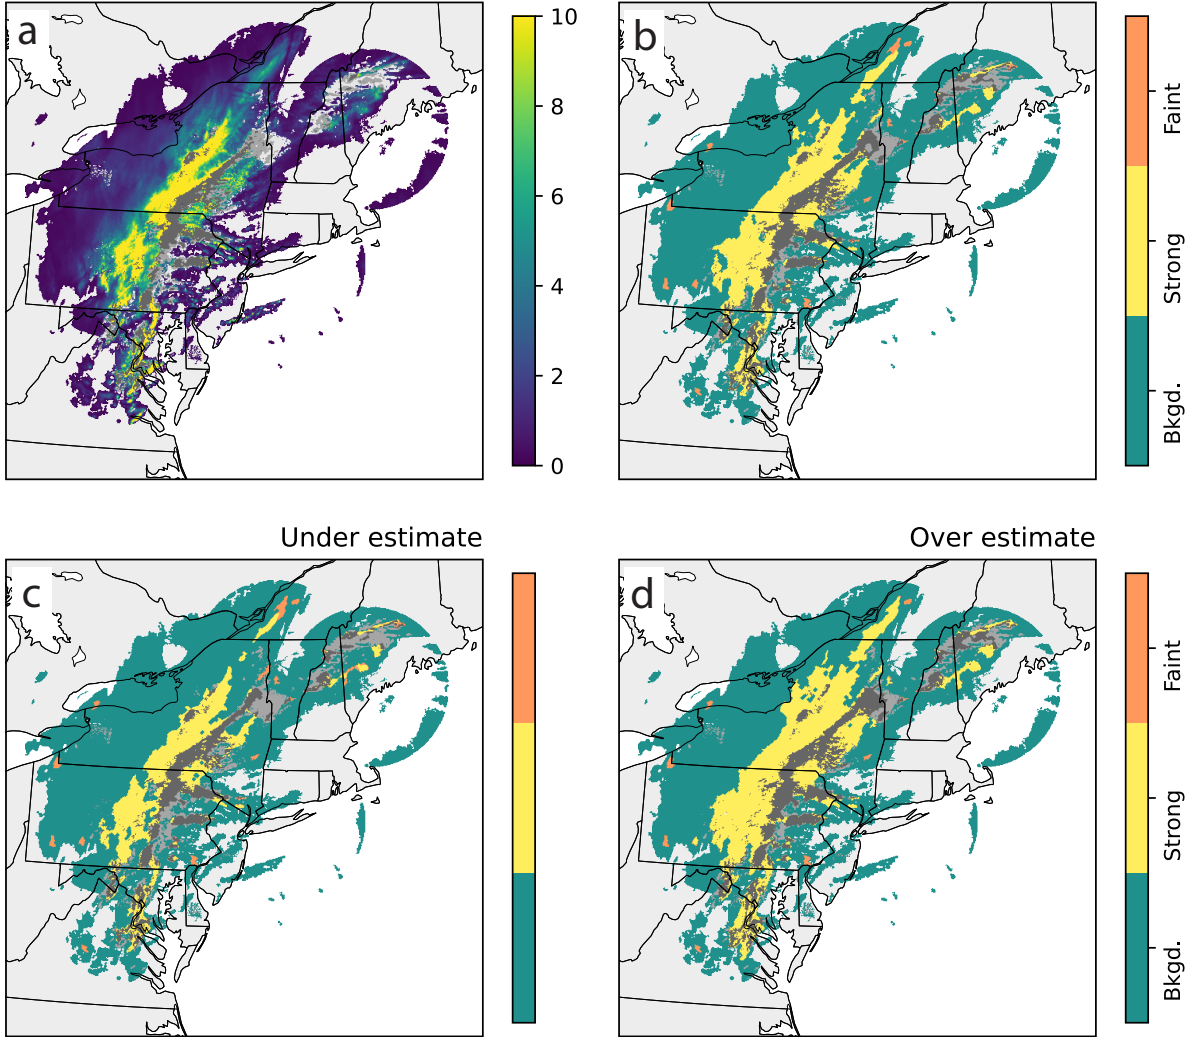 a
10
8
6
4
2
0
b
Faint
Strong
Bkgd.
Under estimate
c
Over estimate
d
Faint
Strong
Bkgd.